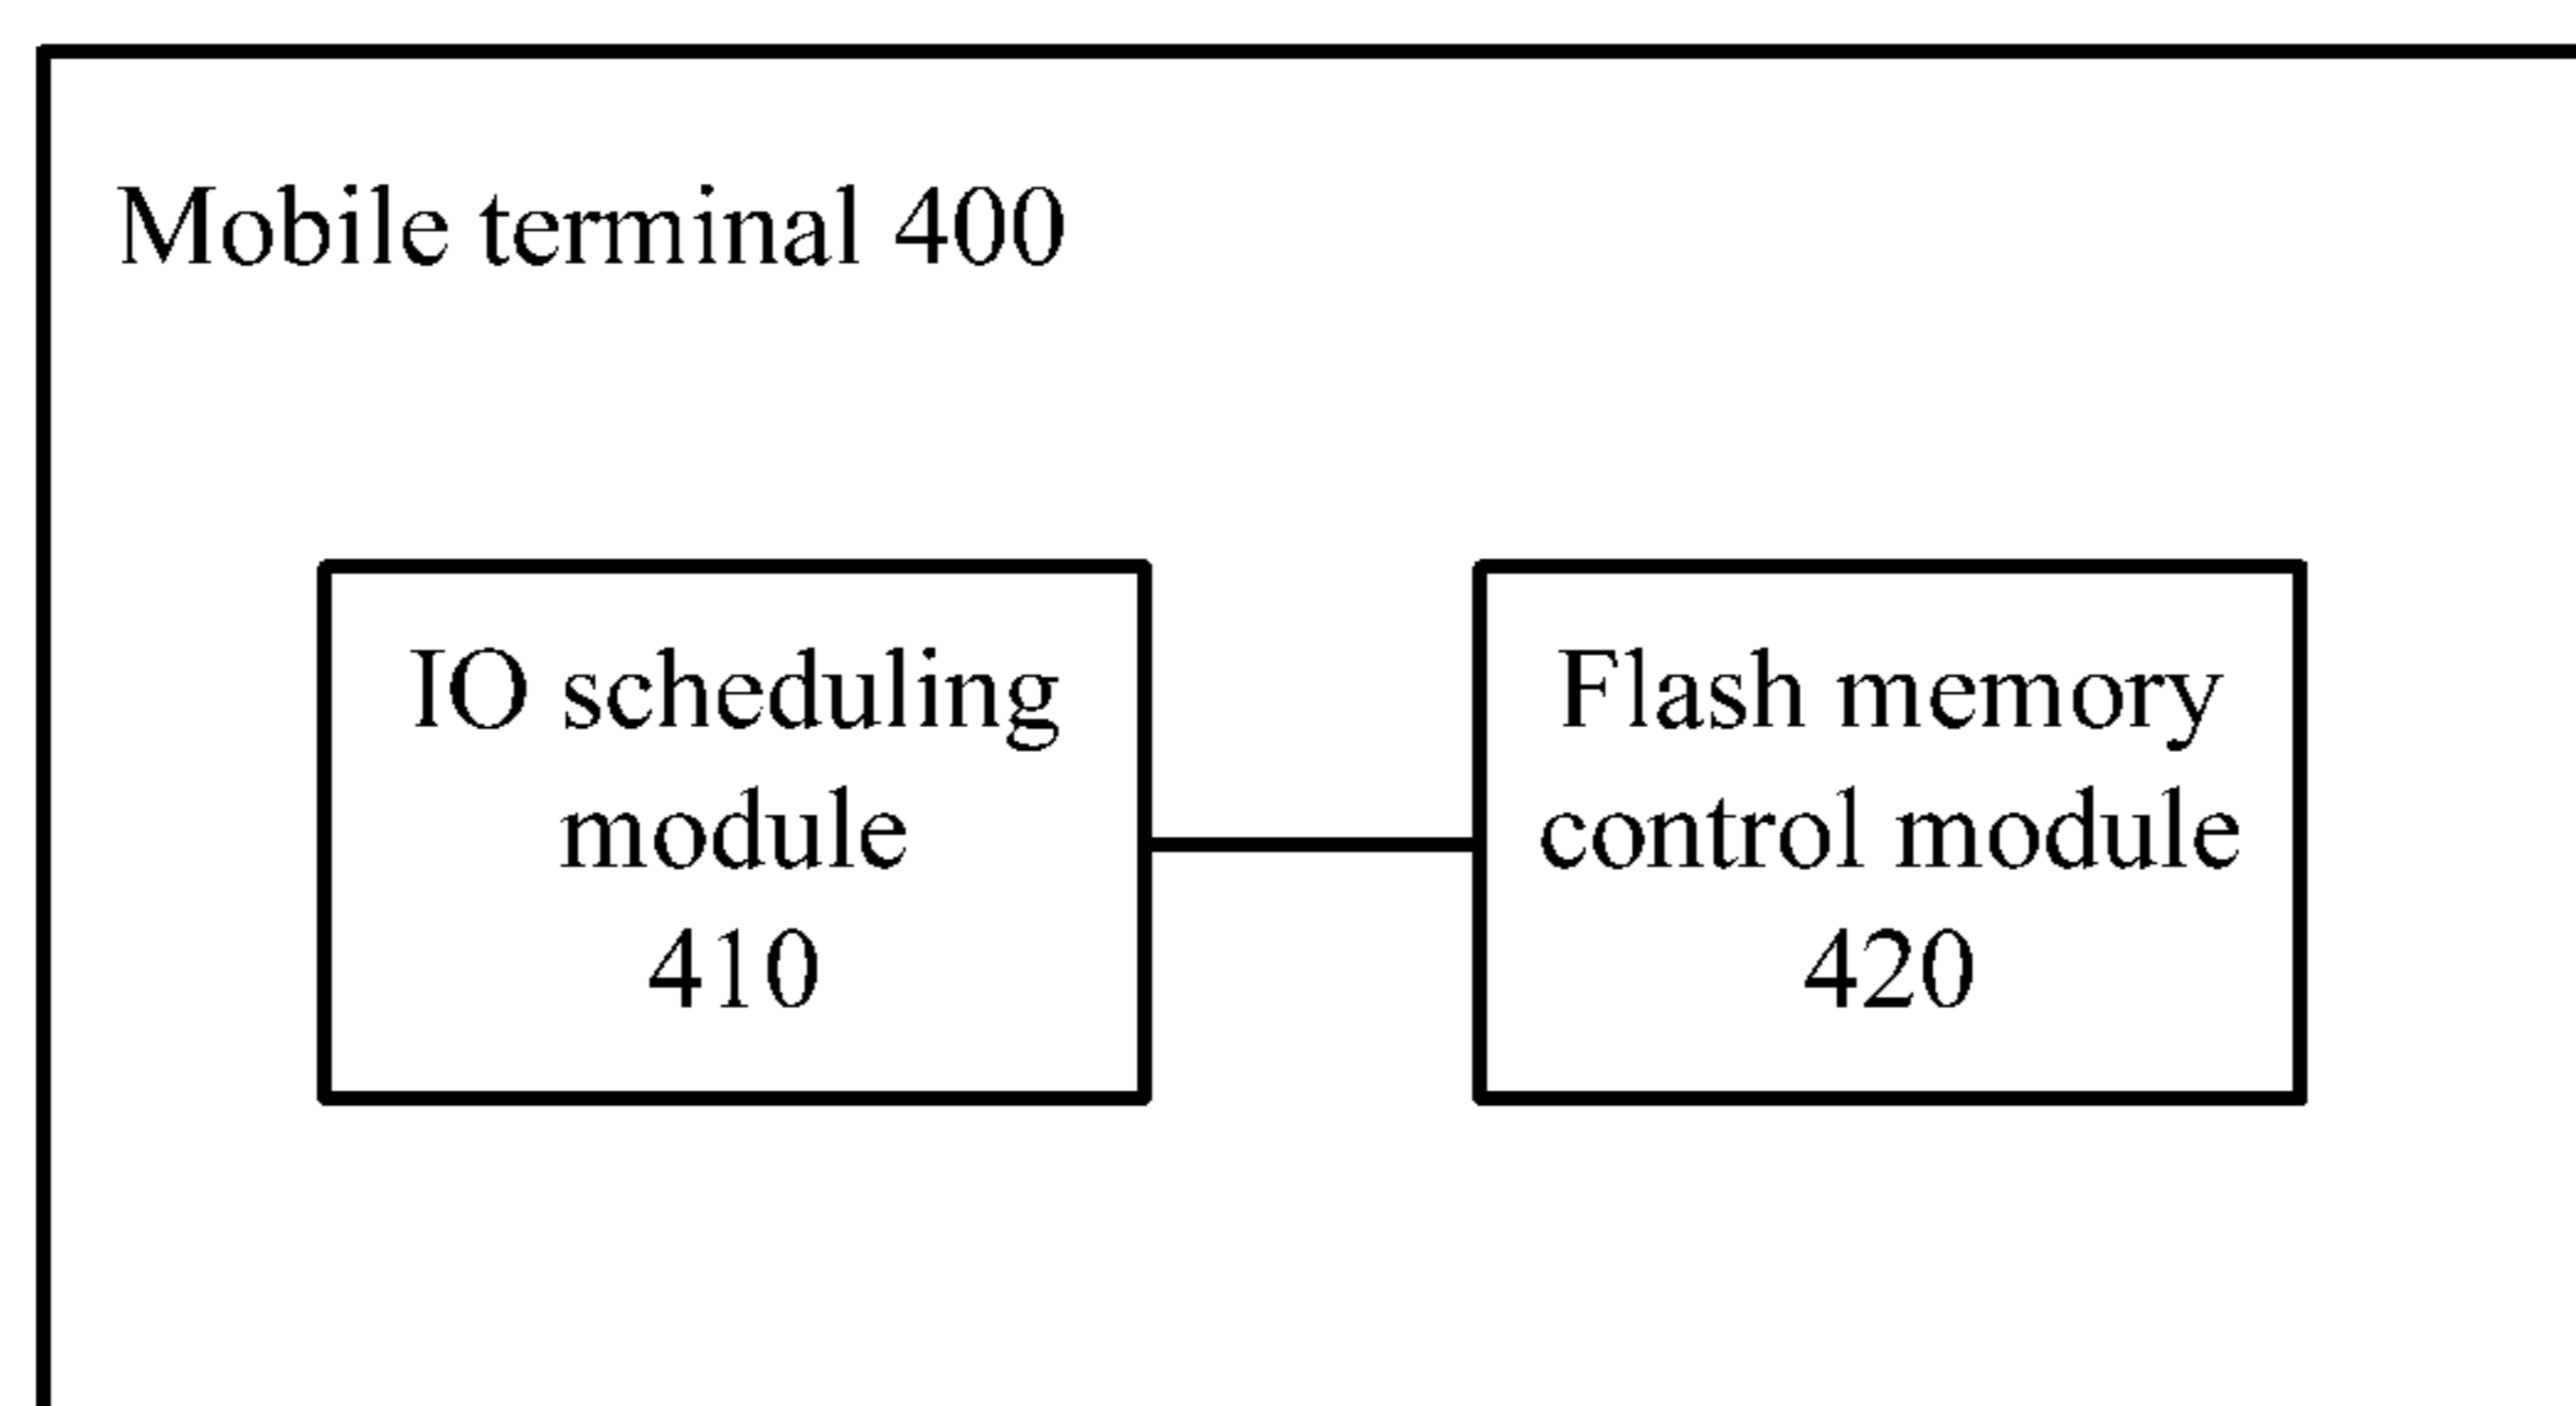 Mobile terminal 400
IO scheduling
module
410
Flash memory
control module
420